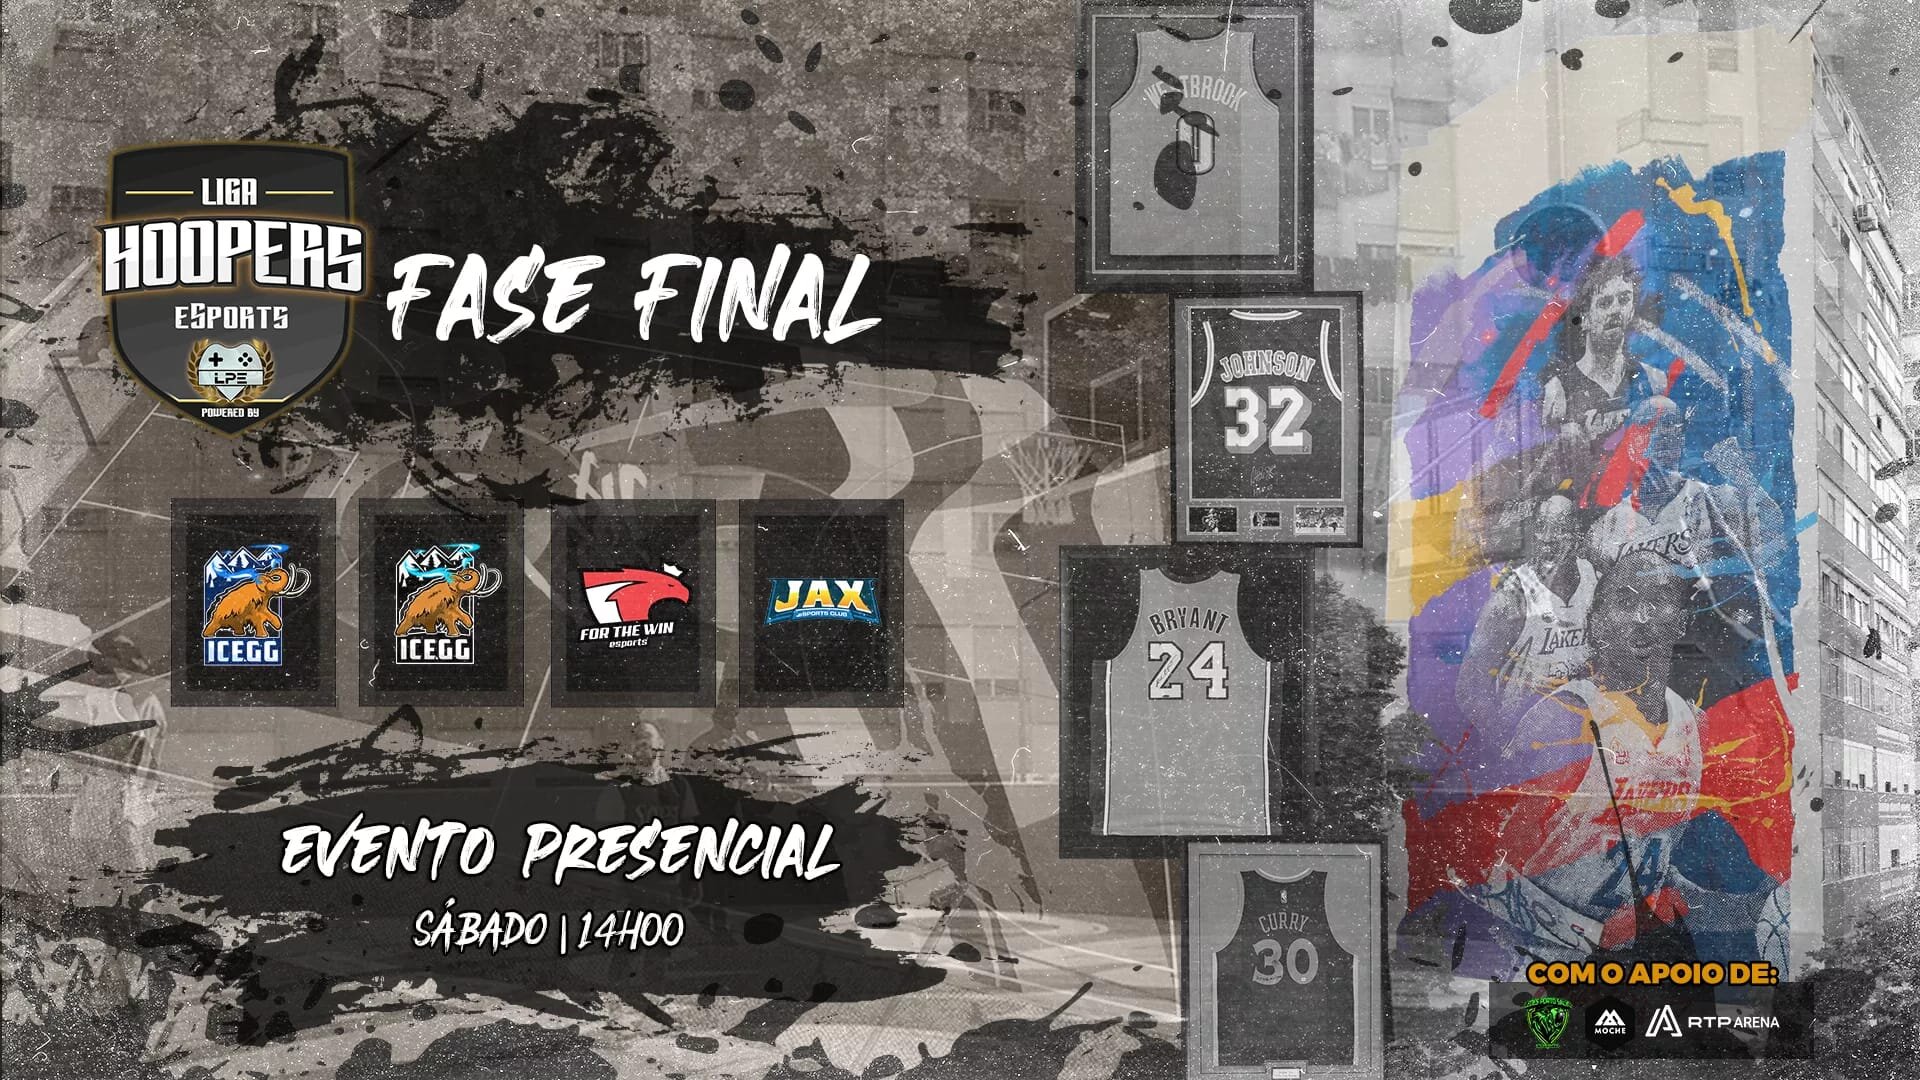 LIGA
HOOPERS
ESPORTS
LPE
POWERED BY
FASE FINAL
ICEGG
ICEGG
FOR THE WIN
esports
JAX
ESPORTS CLUB
EVENTO PRESENCIAL
SÁBADO | 14H00
WESTBROOK
0
JOHNSON
32
BRYANT
24
CURRY
30
LAKERS
LAKERS
LAKERS
24
COM O APOIO DE:
MOCHE
RTP ARENA